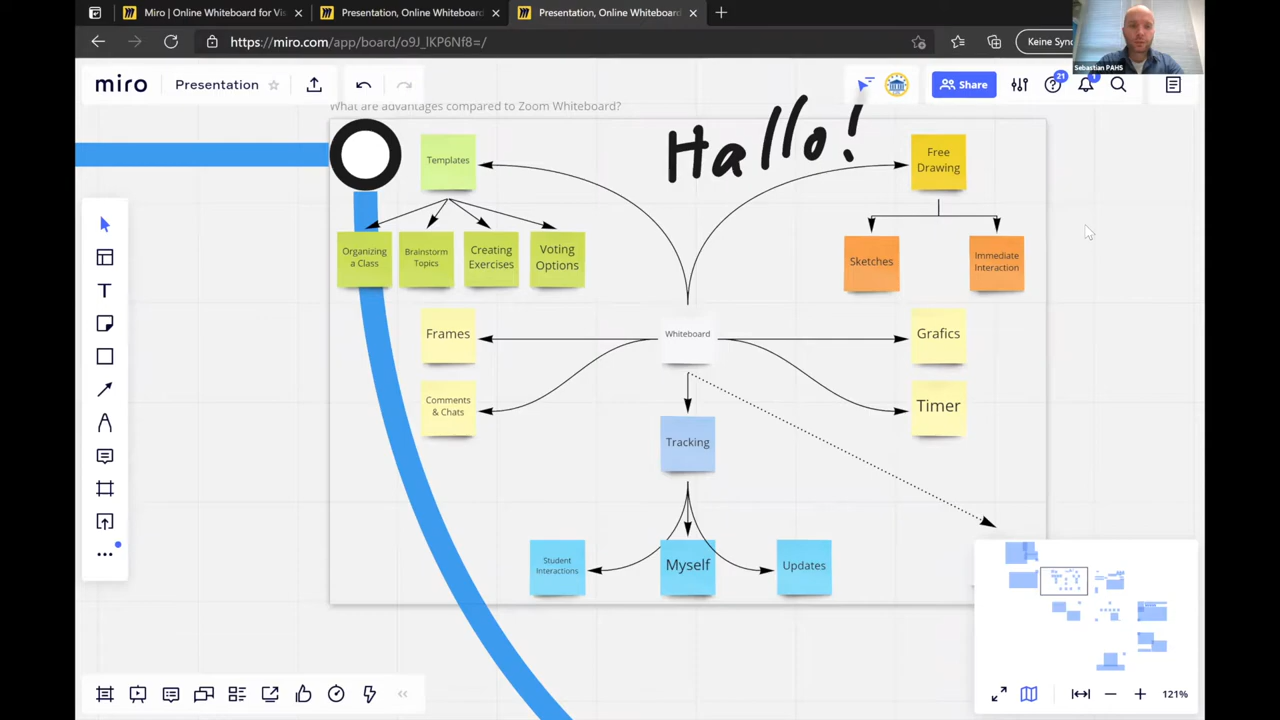 Miro | Online Whiteboard for Vis
Presentation, Online Whiteboard
Presentation, Online Whiteboard
https://miro.com/app/board/o9J_lKP6Nf8=/
Keine Sync
Sebastian PAHS
miro
Presentation
Share
21
1
What are advantages compared to Zoom Whiteboard?
Hallo!
Templates
Free
Drawing
Organizing
a Class
Brainstorm
Topics
Creating
Exercises
Voting
Options
Sketches
Immediate
Interaction
Frames
Whiteboard
Grafics
Comments
& Chats
Timer
Tracking
Student
Interactions
Myself
Updates
121%